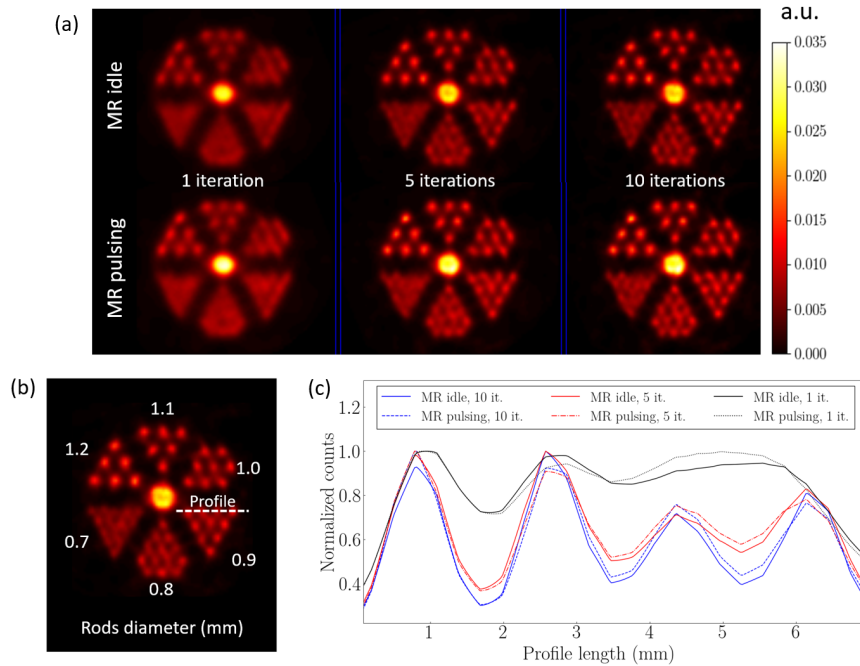 (a)
a.u.
MR idle
MR pulsing
1 iteration
5 iterations
10 iterations
0.035
0.030
0.025
0.020
0.015
0.010
0.005
0.000
(b)
1.1
1.2
1.0
Profile
0.7
0.9
0.8
Rods diameter (mm)
(c)
MR idle, 10 it.
MR idle, 5 it.
MR idle, 1 it.
MR pulsing, 10 it.
MR pulsing, 5 it.
MR pulsing, 1 it.
Normalized counts
1.2
1.0
0.8
0.6
0.4
1 2 3 4 5 6
Profile length (mm)